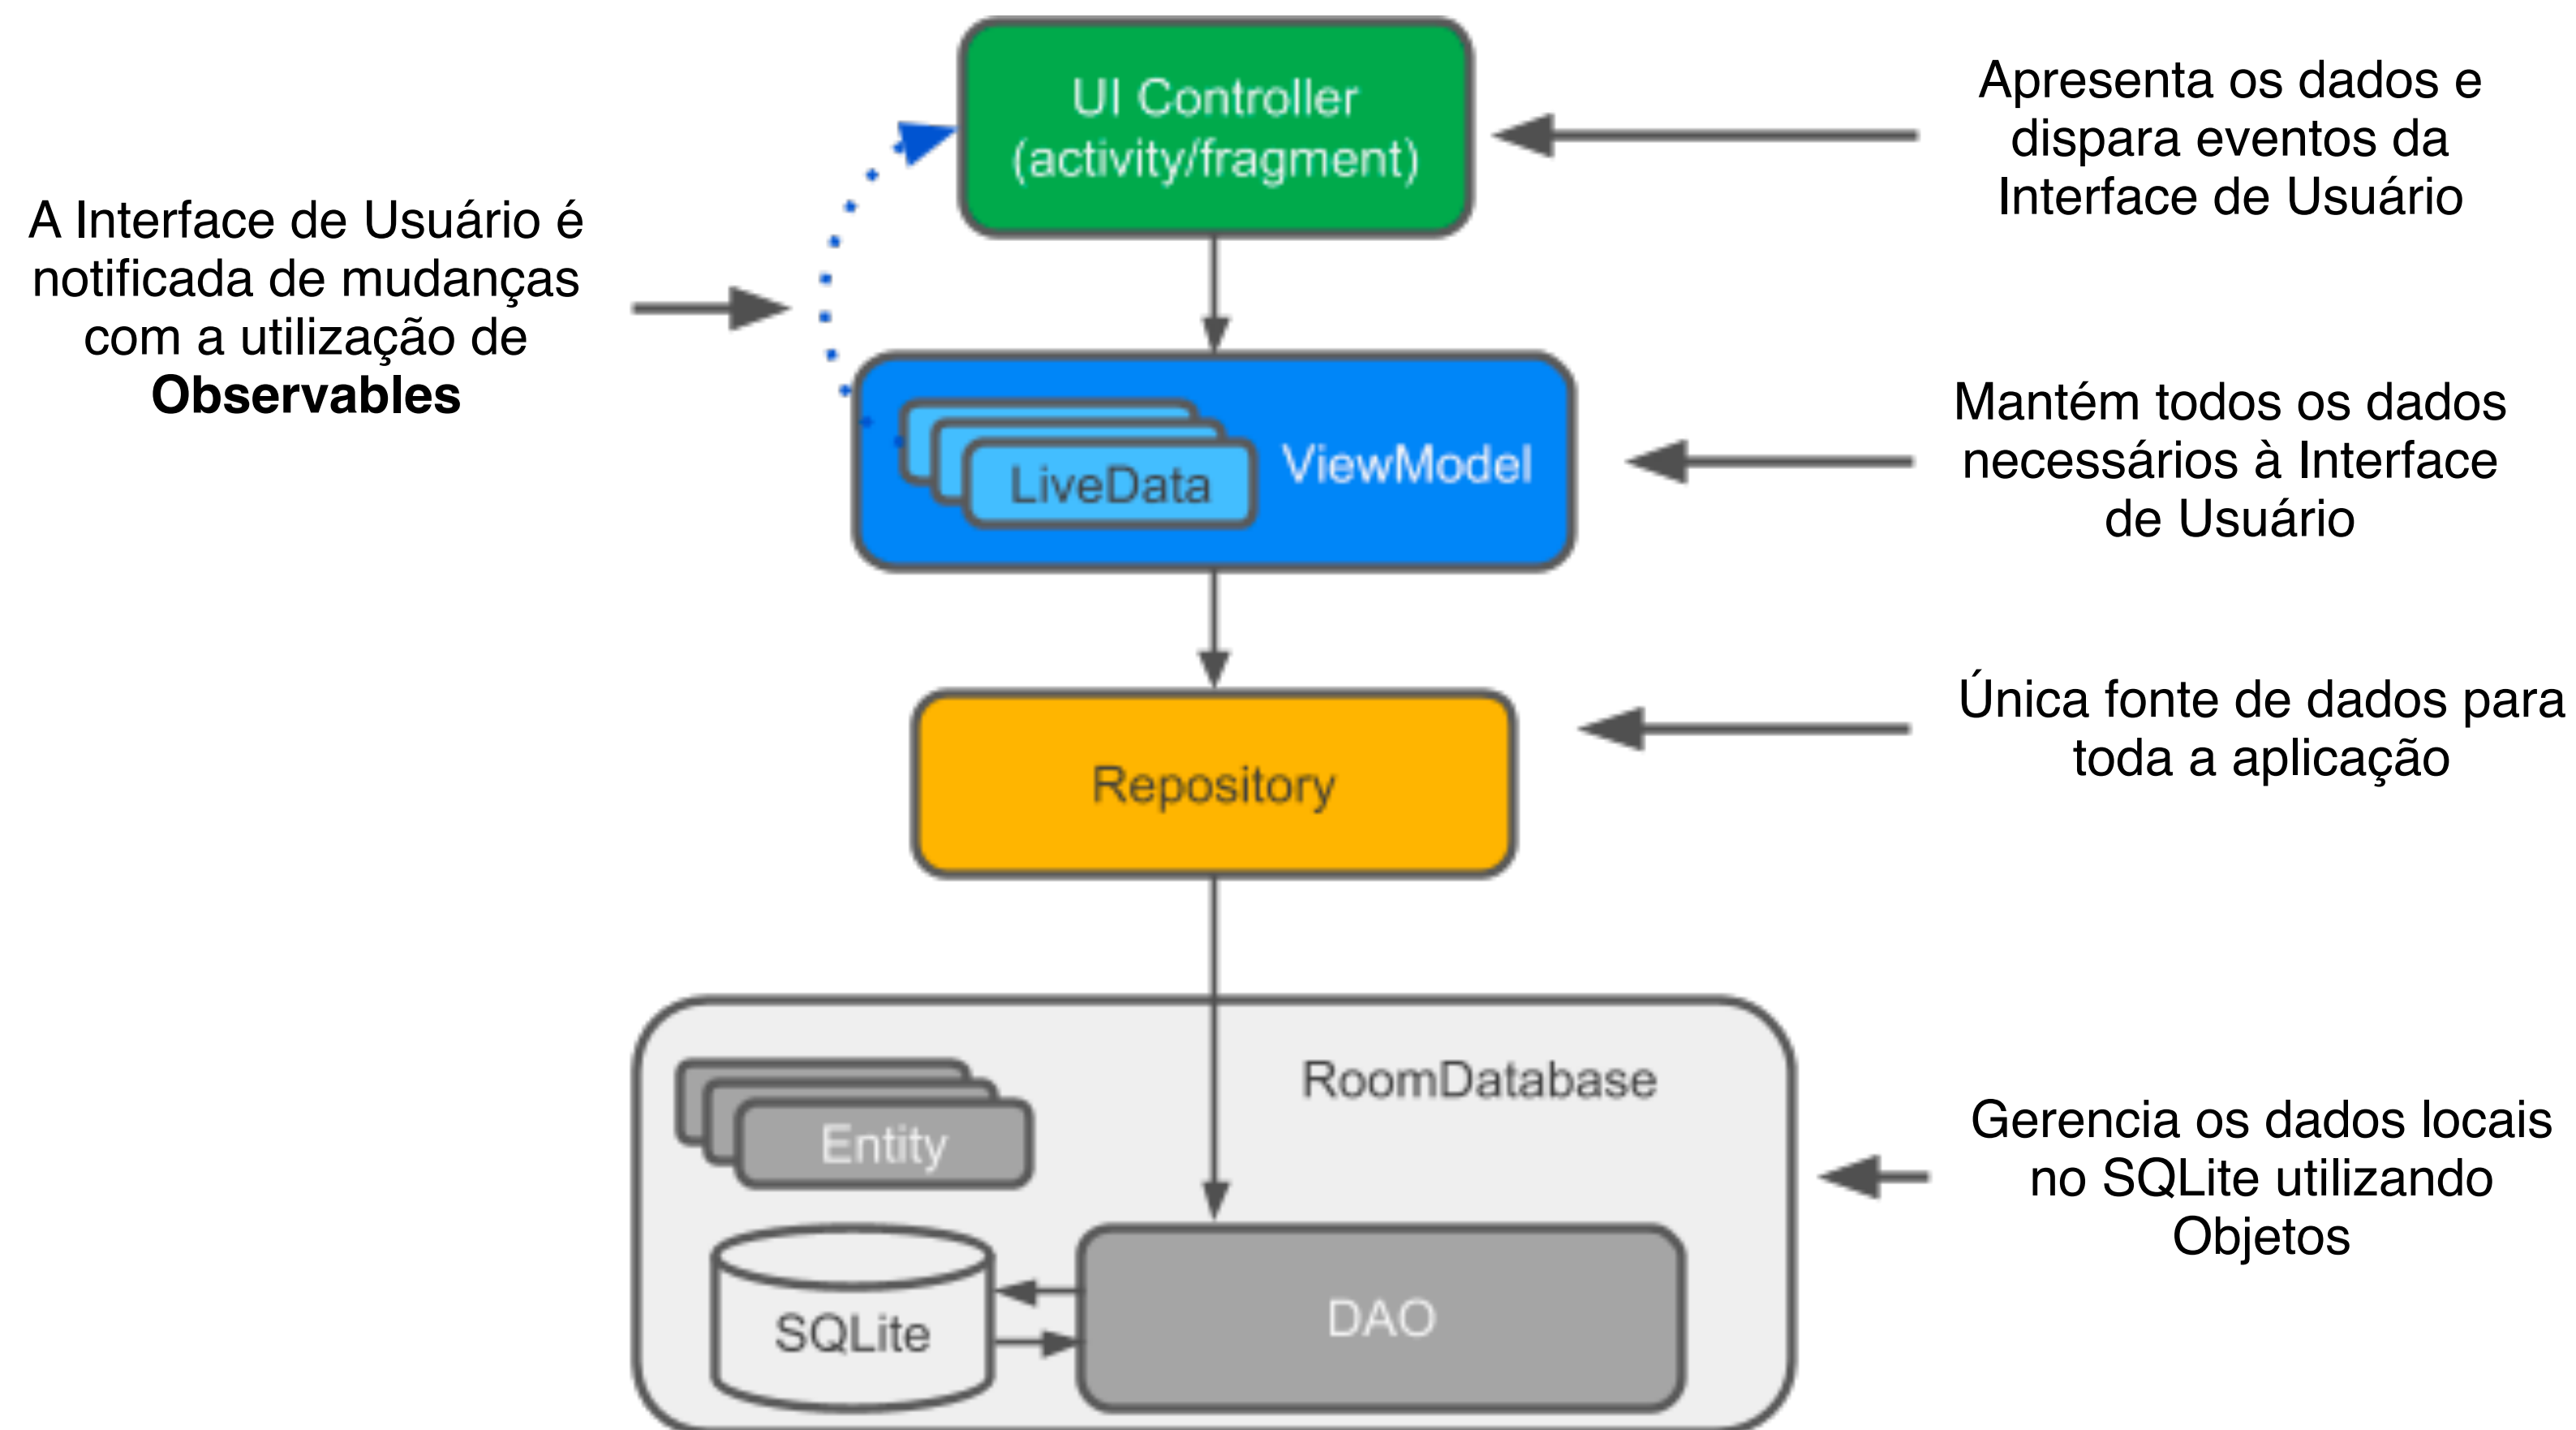 UI Controller
(activity/fragment)
Apresenta os dados e
dispara eventos da
Interface de Usuário
A Interface de Usuário é
notificada de mudanças
com a utilização de
Observables
LiveData
ViewModel
Mantém todos os dados
necessários à Interface
de Usuário
Repository
Única fonte de dados para
toda a aplicação
RoomDatabase
Entity
SQLite
DAO
Gerencia os dados locais
no SQLite utilizando
Objetos